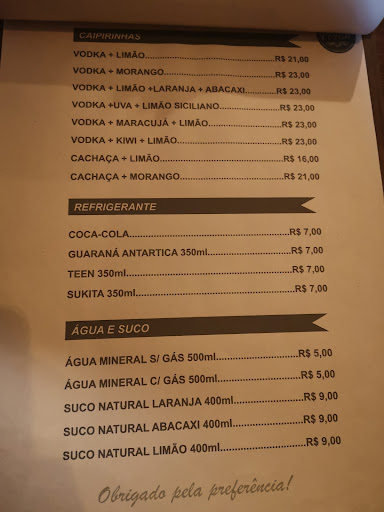 CAIPIRINHAS
VODKA + LIMÃO...R$ 21,00
VODKA + MORANGO...R$ 23,00
VODKA + LIMÃO +LARANJA + ABACAXI...R$ 23,00
VODKA +UVA + LIMÃO SICILIANO...R$ 23,00
VODKA + MARACUJÁ + LIMÃO...R$ 23,00
VODKA + KIWI + LIMÃO...R$ 23,00
CACHAÇA + LIMÃO...R$ 16,00
CACHAÇA + MORANGO...R$ 21,00
REFRIGERANTE
COCA-COLA...R$ 7,00
GUARANÁ ANTARTICA 350ml...R$ 7,00
TEEN 350ml...R$ 7,00
SUKITA 350ml...R$ 7,00
ÁGUA E SUCO
ÁGUA MINERAL S/ GÁS 500ml...R$ 5,00
ÁGUA MINERAL C/ GÁS 500ml...R$ 5,00
SUCO NATURAL LARANJA 400ml...R$ 9,00
SUCO NATURAL ABACAXI 400ml...R$ 9,00
SUCO NATURAL LIMÃO 400ml...R$ 9,00
Obrigado pela preferência!